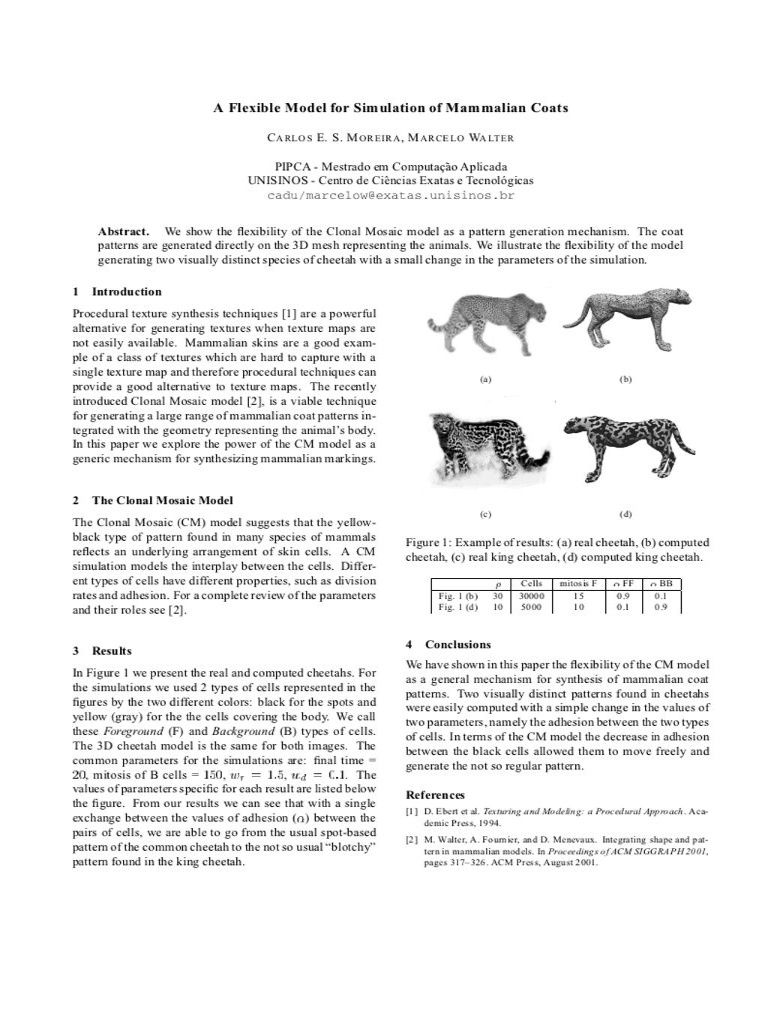 A Flexible Model for Simulation of Mammalian Coats
CARLOS E. S. MOREIRA, MARCELO WALTER
PIPCA - Mestrado em Computação Aplicada
UNISINOS - Centro de Ciências Exatas e Tecnológicas
cadu/marcelow@exatas.unisinos.br
Abstract. We show the flexibility of the Clonal Mosaic model as a pattern generation mechanism. The coat
patterns are generated directly on the 3D mesh representing the animals. We illustrate the flexibility of the model
generating two visually distinct species of cheetah with a small change in the parameters of the simulation.
1 Introduction
Procedural texture synthesis techniques [1] are a powerful
alternative for generating textures when texture maps are
not easily available. Mammalian skins are a good exam-
ple of a class of textures which are hard to capture with a
single texture map and therefore procedural techniques can
provide a good alternative to texture maps. The recently
introduced Clonal Mosaic model [2], is a viable technique
for generating a large range of mammalian coat patterns in-
tegrated with the geometry representing the animal's body.
In this paper we explore the power of the CM model as a
generic mechanism for synthesizing mammalian markings.
2 The Clonal Mosaic Model
The Clonal Mosaic (CM) model suggests that the yellow-
black type of pattern found in many species of mammals
reflects an underlying arrangement of skin cells. A CM
simulation models the interplay between the cells. Differ-
ent types of cells have different properties, such as division
rates and adhesion. For a complete review of the parameters
and their roles see [2].
3 Results
In Figure 1 we present the real and computed cheetahs. For
the simulations we used 2 types of cells represented in the
figures by the two different colors: black for the spots and
yellow (gray) for the the cells covering the body. We call
these Foreground (F) and Background (B) types of cells.
The 3D cheetah model is the same for both images. The
common parameters for the simulations are: final time =
20, mitosis of B cells = 150, w_r = 1.5, u_d = 0.1. The
values of parameters specific for each result are listed below
the figure. From our results we can see that with a single
exchange between the values of adhesion (α) between the
pairs of cells, we are able to go from the usual spot-based
pattern of the common cheetah to the not so usual "blotchy"
pattern found in the king cheetah.
(a) (b)
(c) (d)
Figure 1: Example of results: (a) real cheetah, (b) computed
cheetah, (c) real king cheetah, (d) computed king cheetah.
ρ Cells mitosis F α FF α BB
Fig. 1 (b) 30 30000 15 0.9 0.1
Fig. 1 (d) 10 5000 10 0.1 0.9
4 Conclusions
We have shown in this paper the flexibility of the CM model
as a general mechanism for synthesis of mammalian coat
patterns. Two visually distinct patterns found in cheetahs
were easily computed with a simple change in the values of
two parameters, namely the adhesion between the two types
of cells. In terms of the CM model the decrease in adhesion
between the black cells allowed them to move freely and
generate the not so regular pattern.
References
[1] D. Ebert et al. Texturing and Modeling: a Procedural Approach. Aca-
demic Press, 1994.
[2] M. Walter, A. Fournier, and D. Menevaux. Integrating shape and pat-
tern in mammalian models. In Proceedings of ACM SIGGRAPH 2001,
pages 317–326. ACM Press, August 2001.